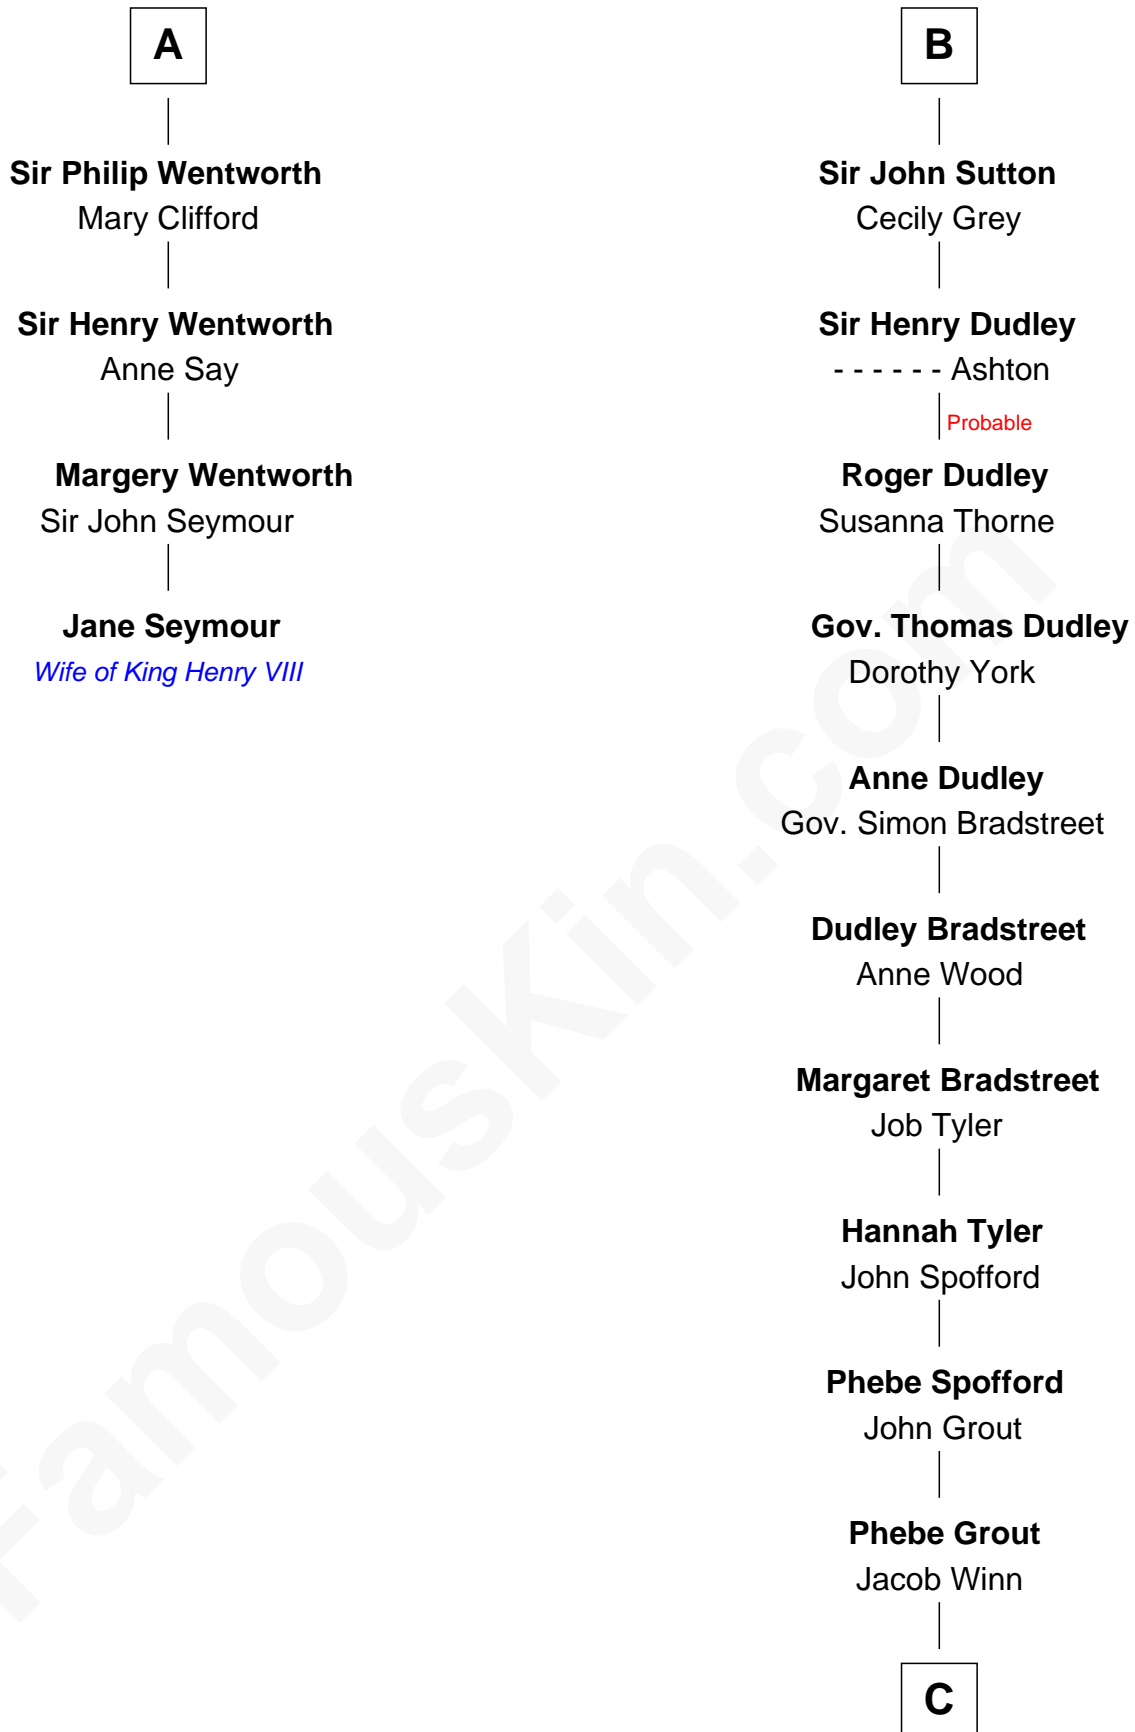 A
Sir Philip Wentworth
Mary Clifford
Sir Henry Wentworth
Anne Say
Margery Wentworth
Sir John Seymour
Jane Seymour
Wife of King Henry VIII
B
Sir John Sutton
Cecily Grey
Sir Henry Dudley
- - - - - - Ashton
Probable
Roger Dudley
Susanna Thorne
Gov. Thomas Dudley
Dorothy York
Anne Dudley
Gov. Simon Bradstreet
Dudley Bradstreet
Anne Wood
Margaret Bradstreet
Job Tyler
Hannah Tyler
John Spofford
Phebe Spofford
John Grout
Phebe Grout
Jacob Winn
C
FamousKin.com